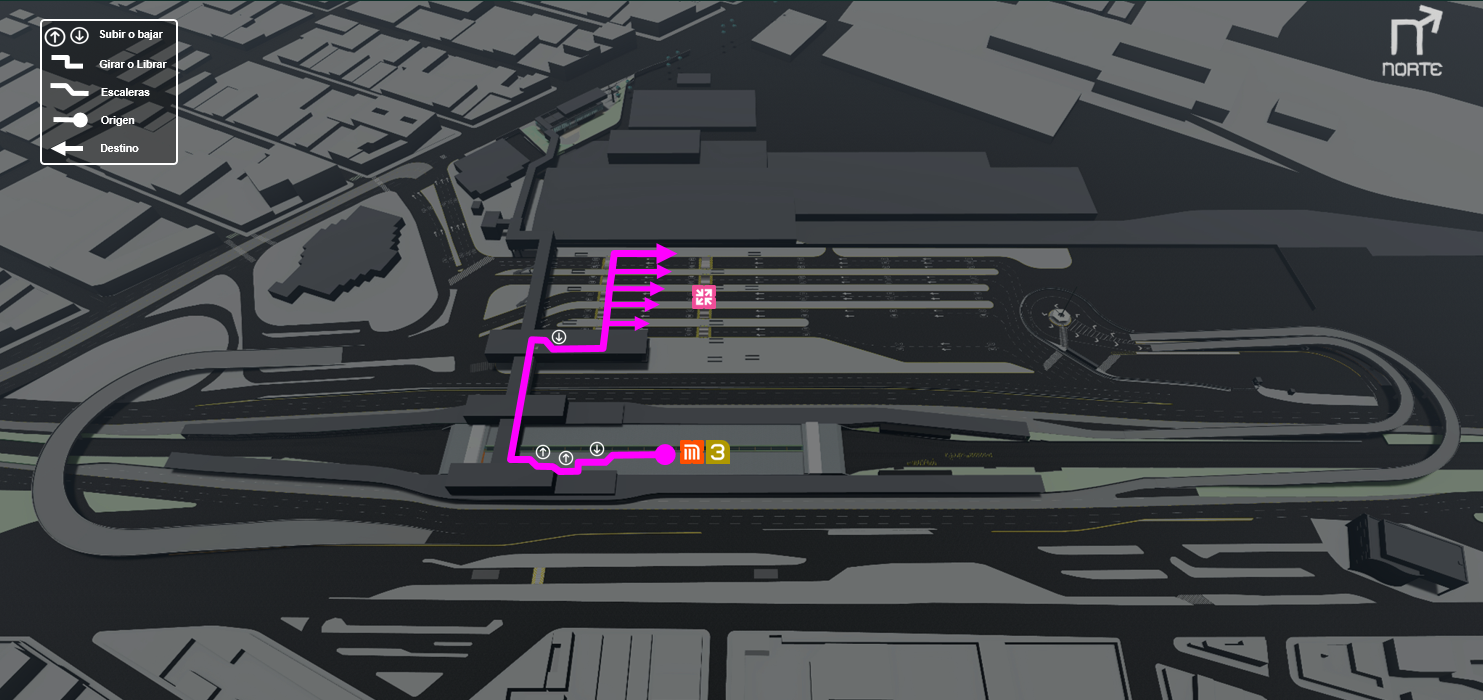 Subir o bajar
Girar o Librar
Escaleras
Origen
Destino
NORTE
3